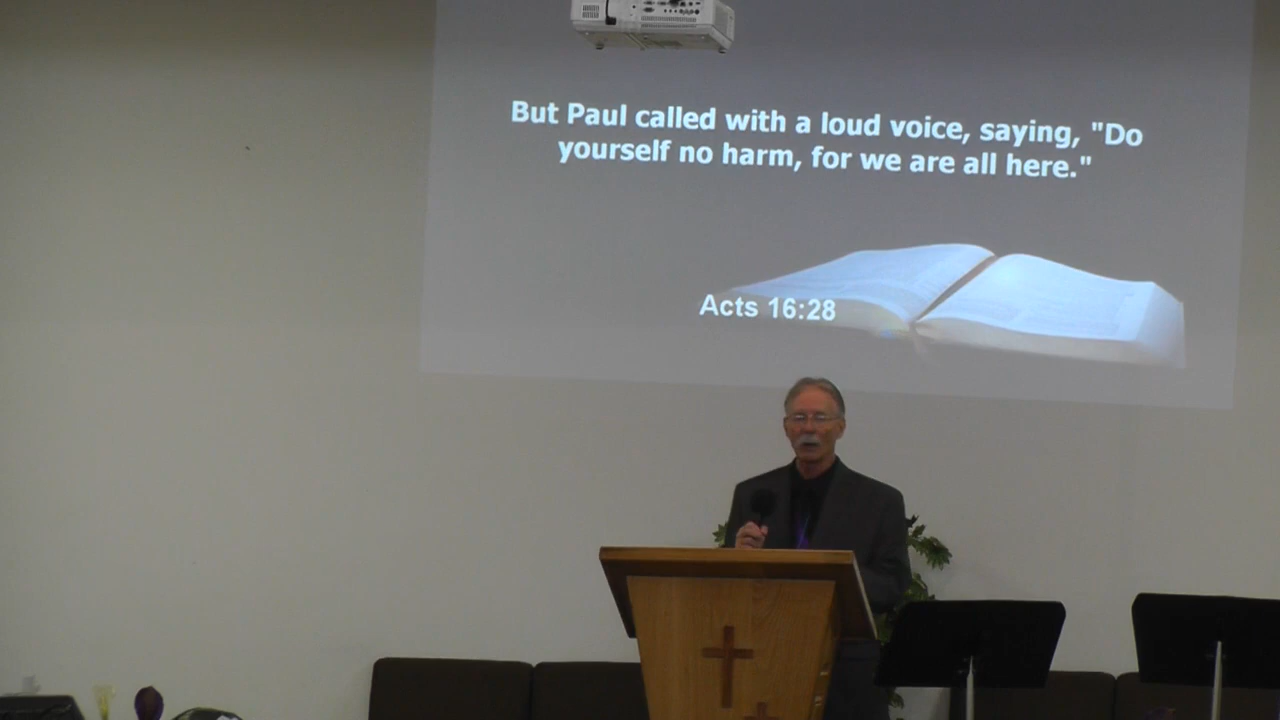 But Paul called with a loud voice, saying, "Do
yourself no harm, for we are all here."
Acts 16:28